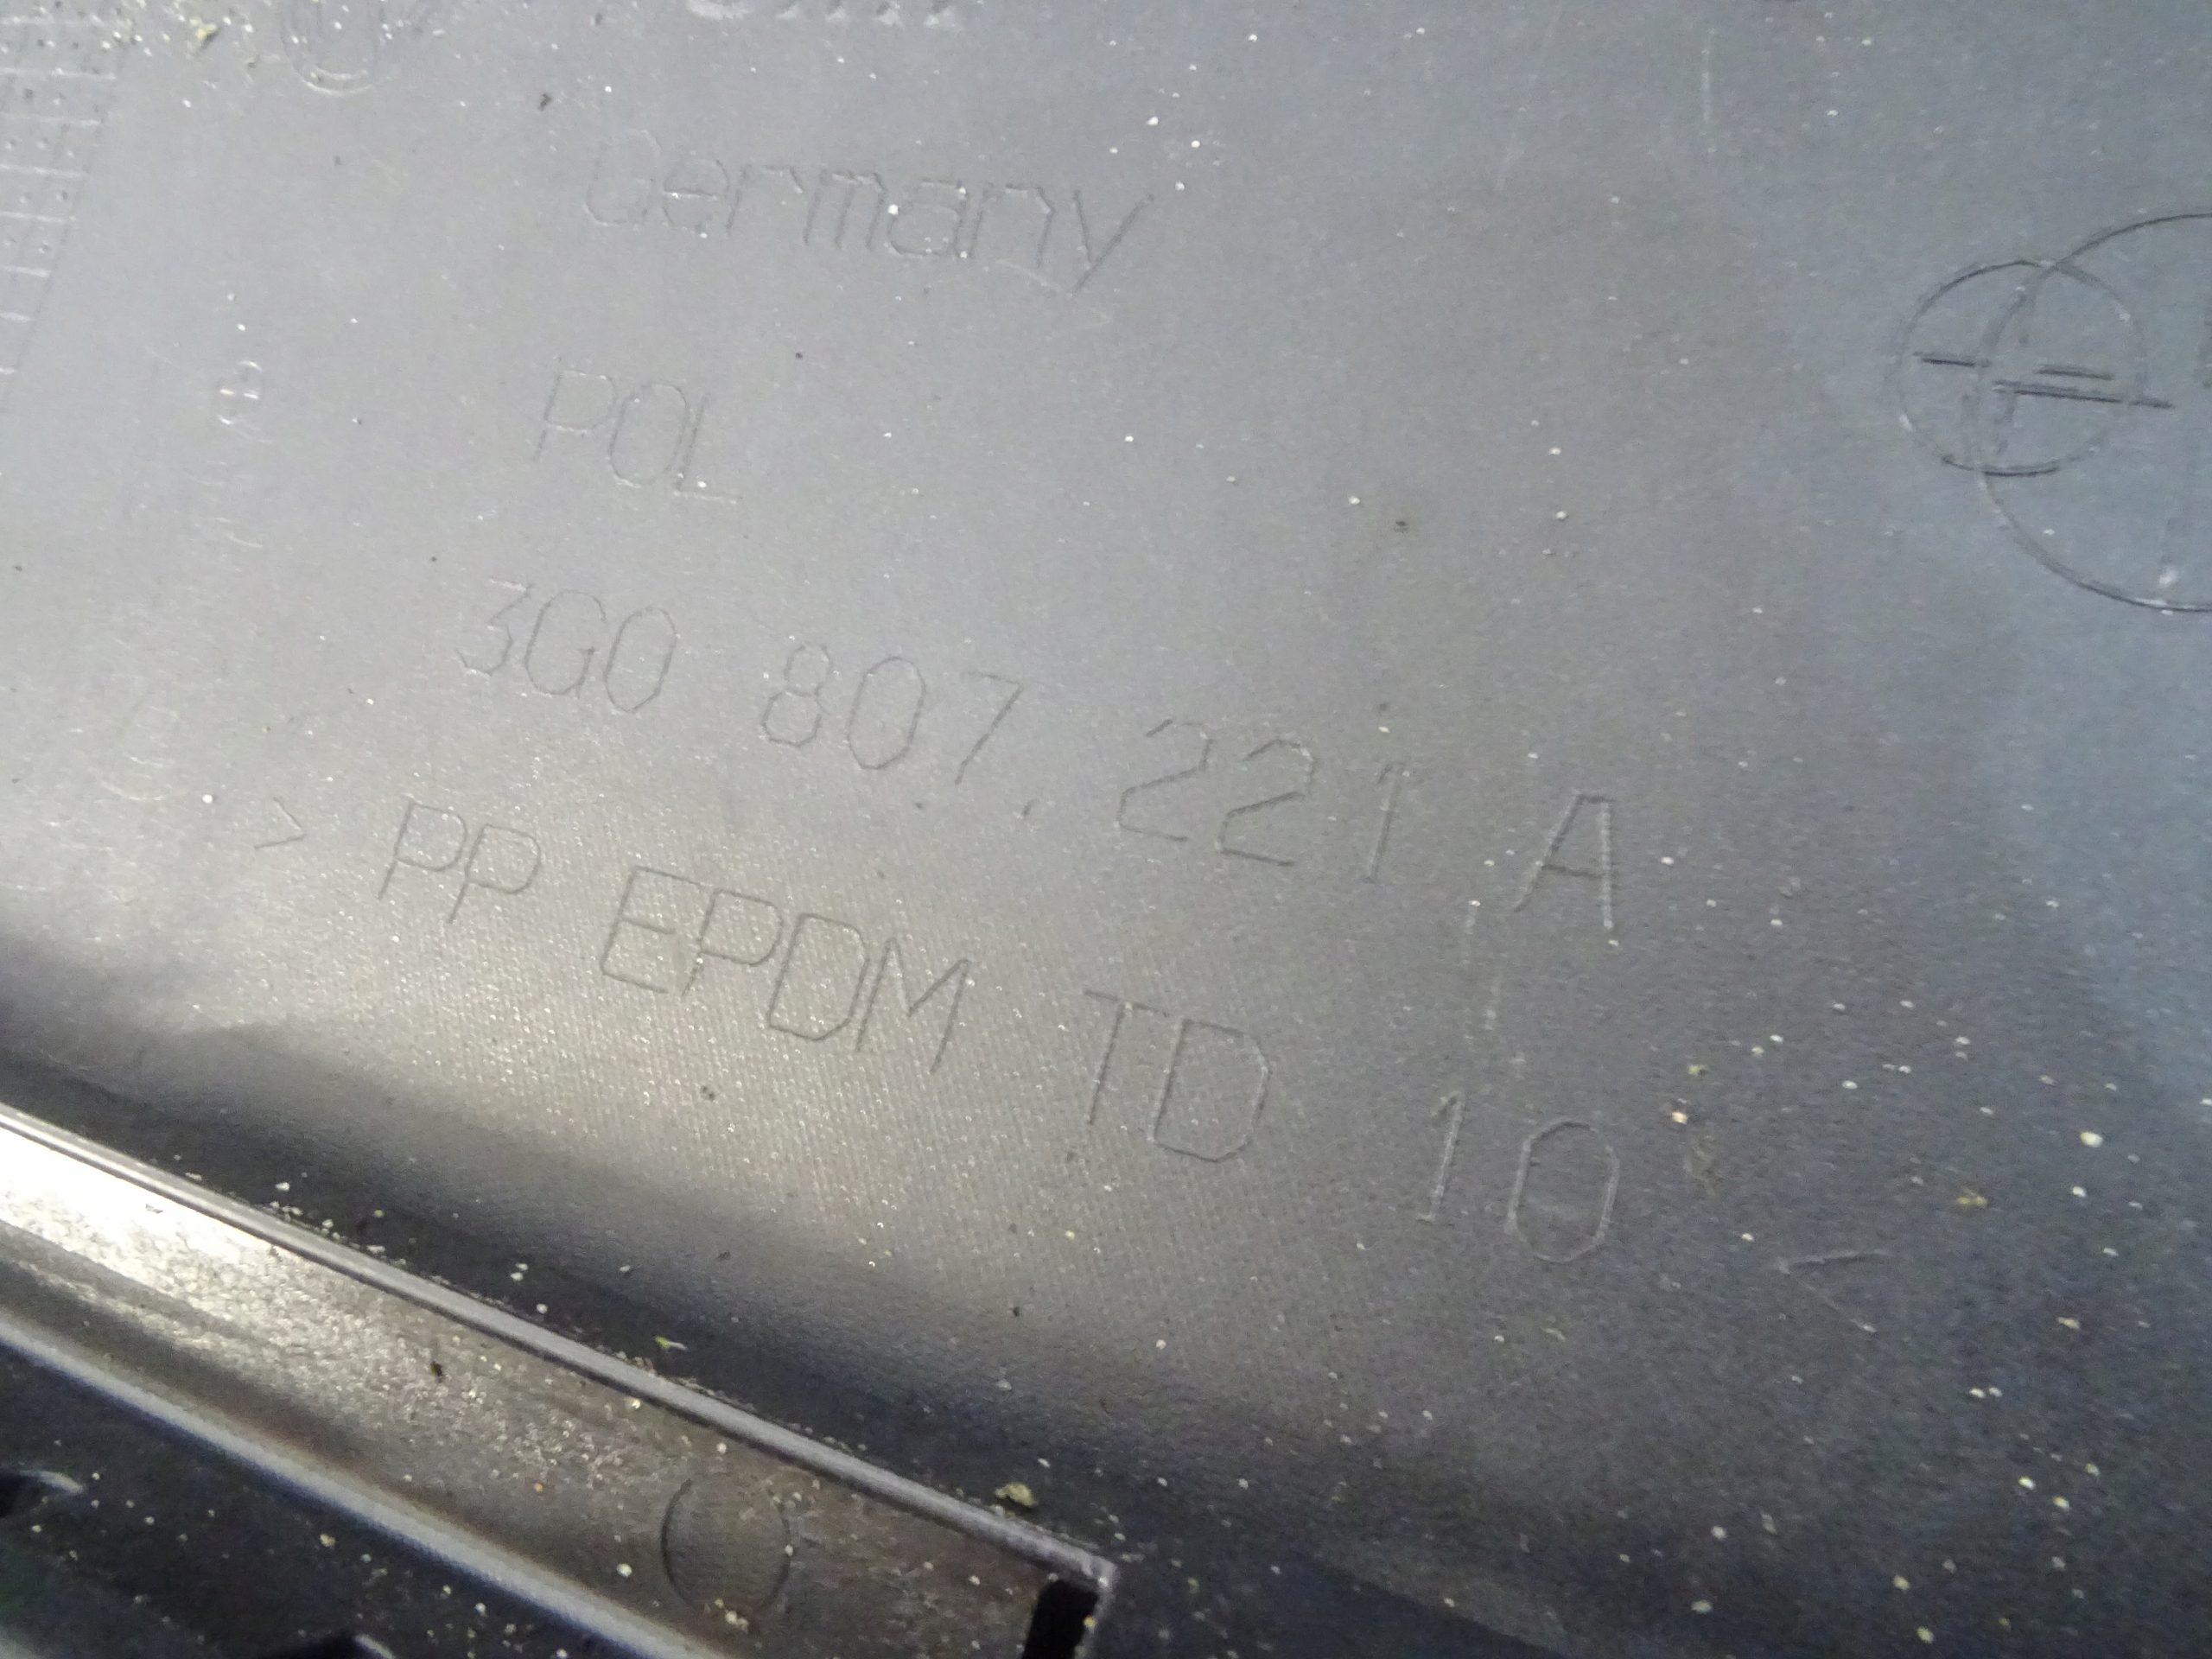 Germany
POL
3G0 807.221 A
> PP EPDM TD 10 <